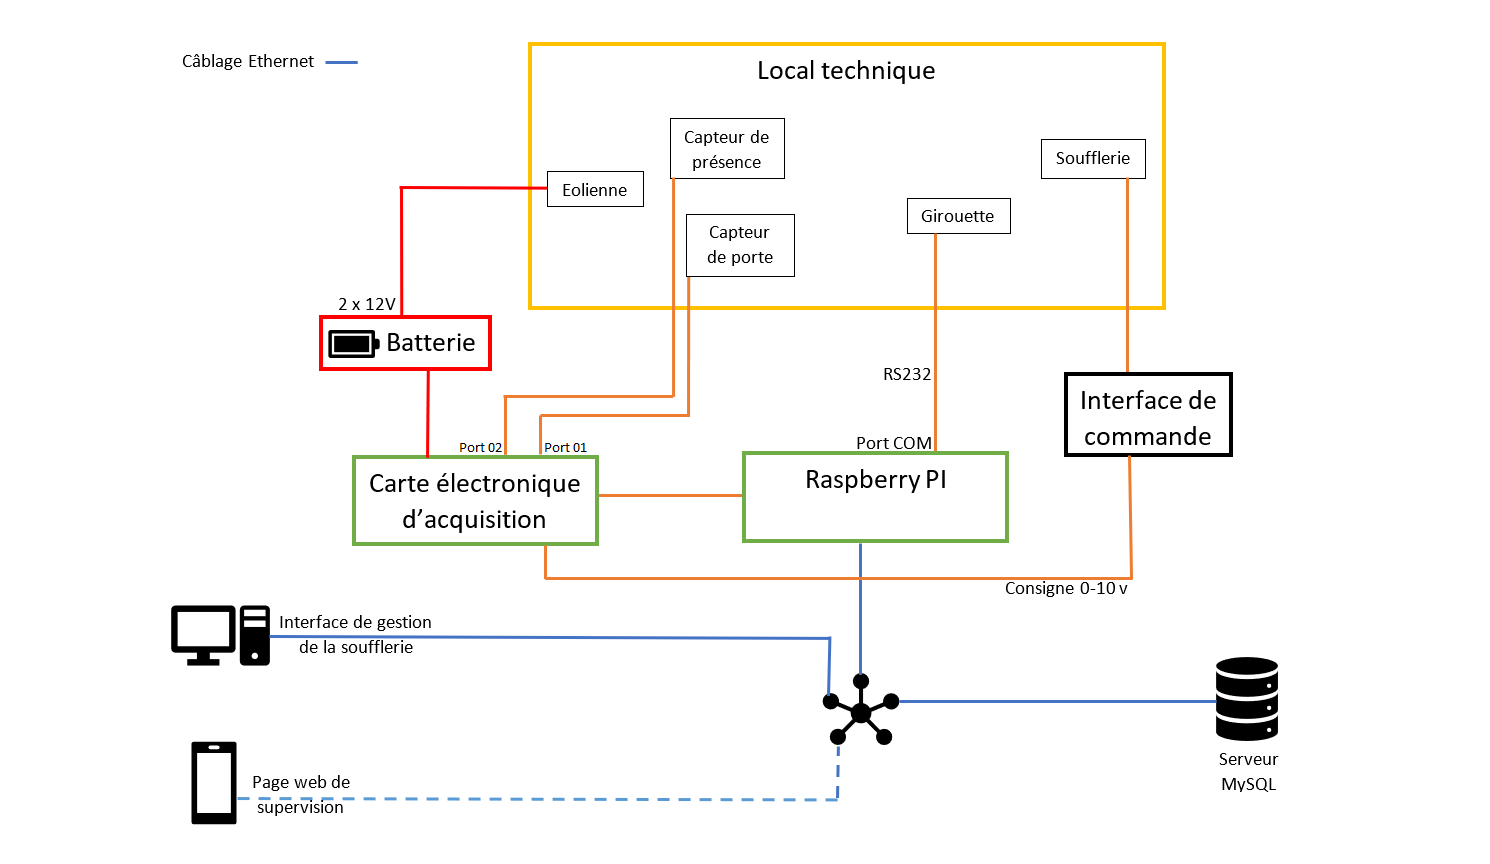 Câblage Ethernet
Local technique
Capteur de
présence
Soufflerie
Eolienne
Girouette
Capteur
de porte
2 x 12V
Batterie
RS232
Interface de
commande
Port 02
Port 01
Port COM
Carte électronique
d’acquisition
Raspberry PI
Consigne 0-10 v
Interface de gestion
de la soufflerie
Serveur
MySQL
Page web de
supervision